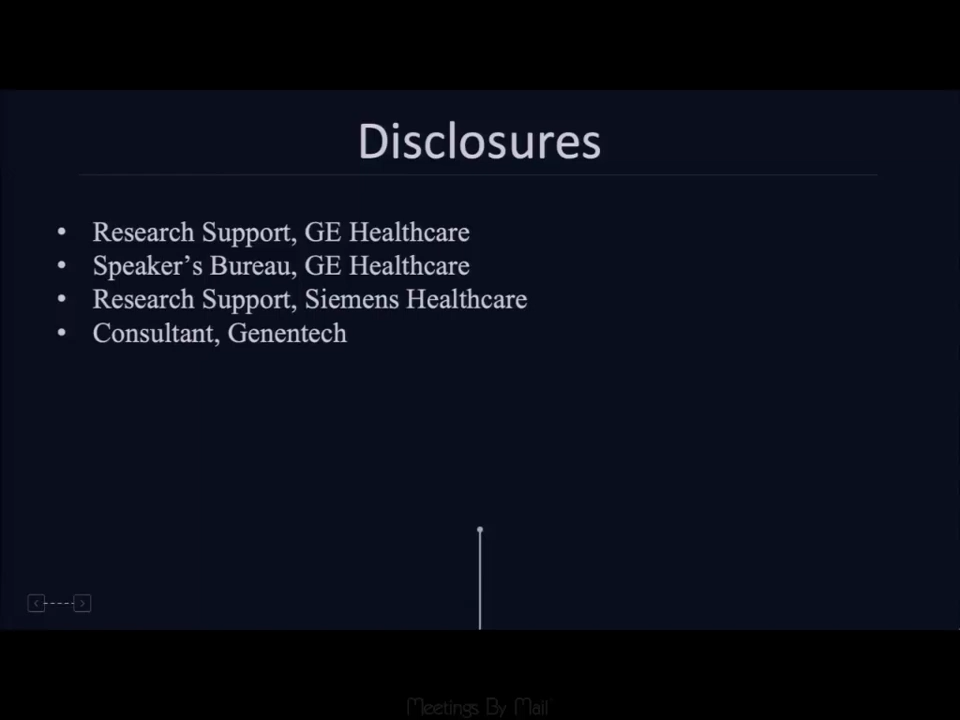 Disclosures
• Research Support, GE Healthcare
• Speaker’s Bureau, GE Healthcare
• Research Support, Siemens Healthcare
• Consultant, Genentech
Meetings By Mail